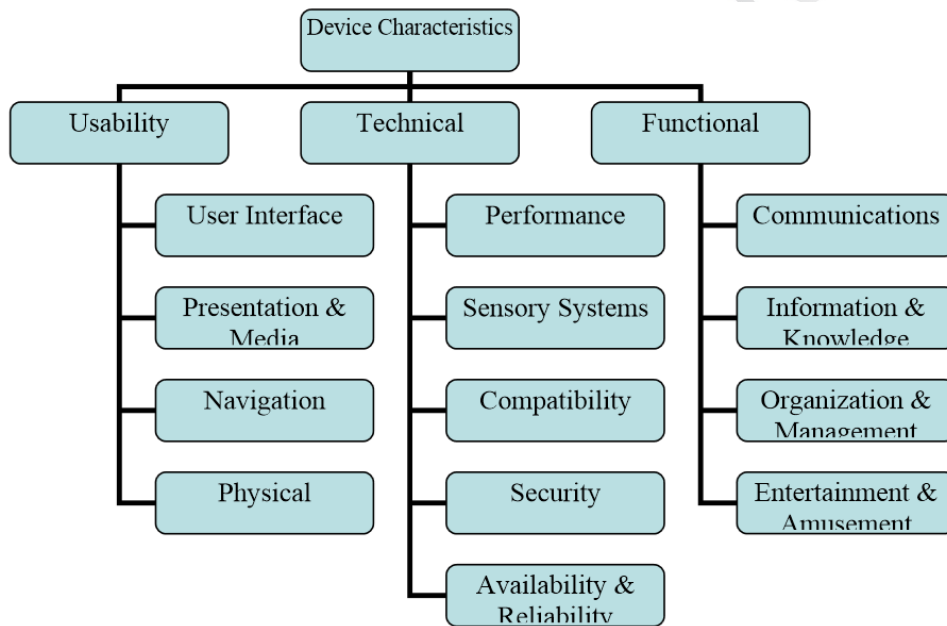 Device Characteristics
Usability
Technical
Functional
User Interface
Performance
Communications
Presentation &
Media
Sensory Systems
Information &
Knowledge
Navigation
Compatibility
Organization &
Management
Physical
Security
Entertainment &
Amusement
Availability &
Reliability